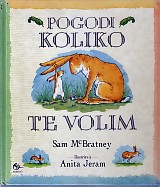 POGODI
KOLIKO
TE VOLIM
Sam McBratney
Ilustrirala
Anita Jeram